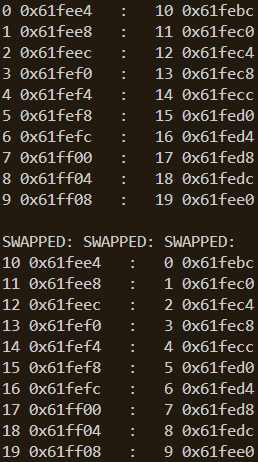 0 0x61fee4 : 10 0x61febc
1 0x61fee8 : 11 0x61fec0
2 0x61feec : 12 0x61fec4
3 0x61fef0 : 13 0x61fec8
4 0x61fef4 : 14 0x61fecc
5 0x61fef8 : 15 0x61fed0
6 0x61fefc : 16 0x61fed4
7 0x61ff00 : 17 0x61fed8
8 0x61ff04 : 18 0x61fedc
9 0x61ff08 : 19 0x61fee0
SWAPPED: SWAPPED: SWAPPED:
10 0x61fee4 : 0 0x61febc
11 0x61fee8 : 1 0x61fec0
12 0x61feec : 2 0x61fec4
13 0x61fef0 : 3 0x61fec8
14 0x61fef4 : 4 0x61fecc
15 0x61fef8 : 5 0x61fed0
16 0x61fefc : 6 0x61fed4
17 0x61ff00 : 7 0x61fed8
18 0x61ff04 : 8 0x61fedc
19 0x61ff08 : 9 0x61fee0